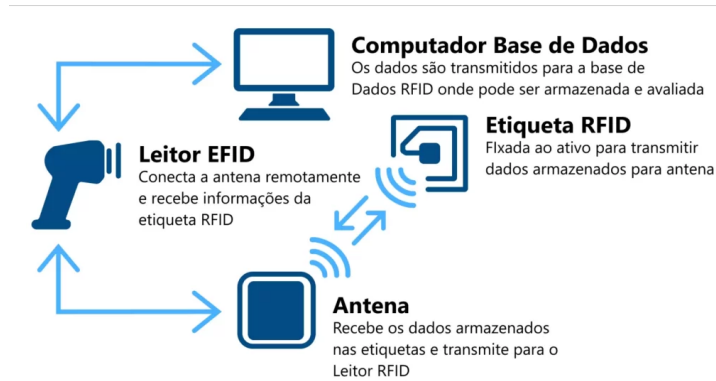 Computador Base de Dados
Os dados são transmitidos para a base de
Dados RFID onde pode ser armazenada e avaliada
Etiqueta RFID
FIxada ao ativo para transmitir
dados armazenados para antena
Leitor EFID
Conecta a antena remotamente
e recebe informações da
etiqueta RFID
Antena
Recebe os dados armazenados
nas etiquetas e transmite para o
Leitor RFID